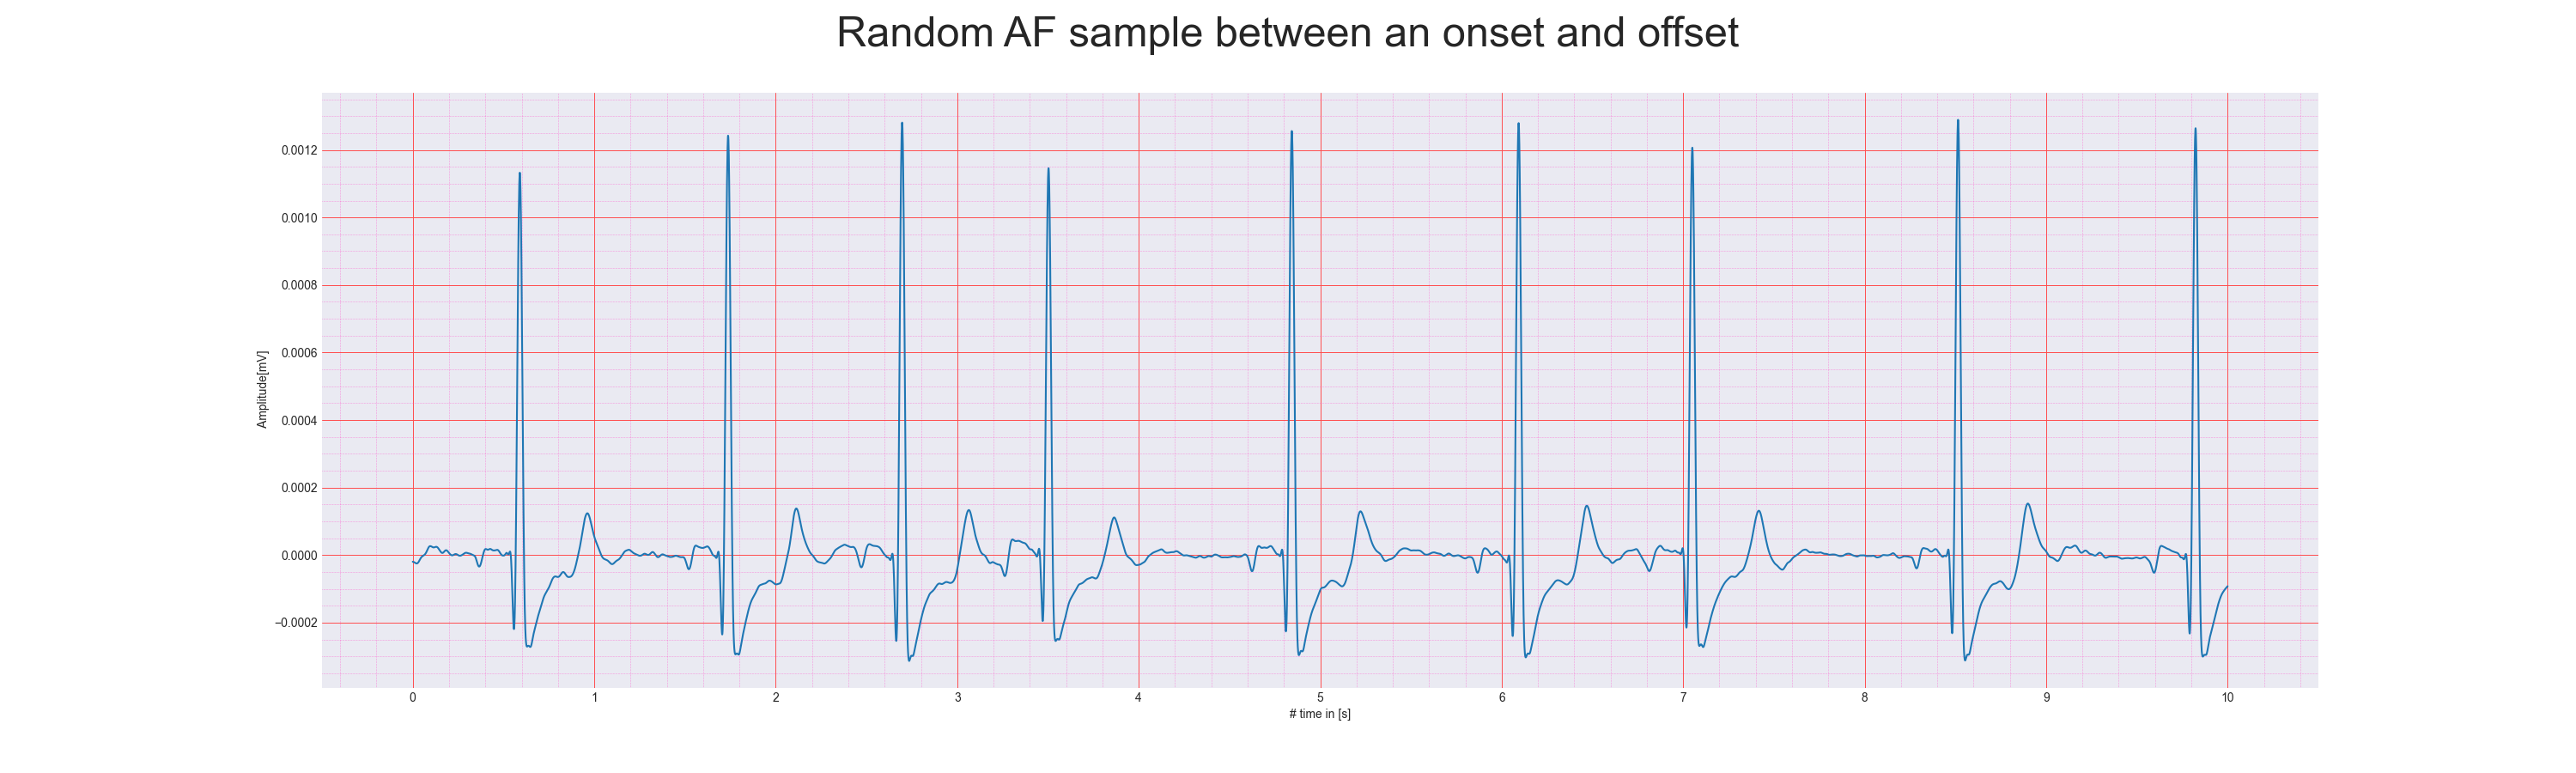 Random AF sample between an onset and offset
0.0012
0.0010
0.0008
0.0006
0.0004
0.0002
0.0000
−0.0002
Amplitude[mV]
0 1 2 3 4 5 6 7 8 9 10
# time in [s]